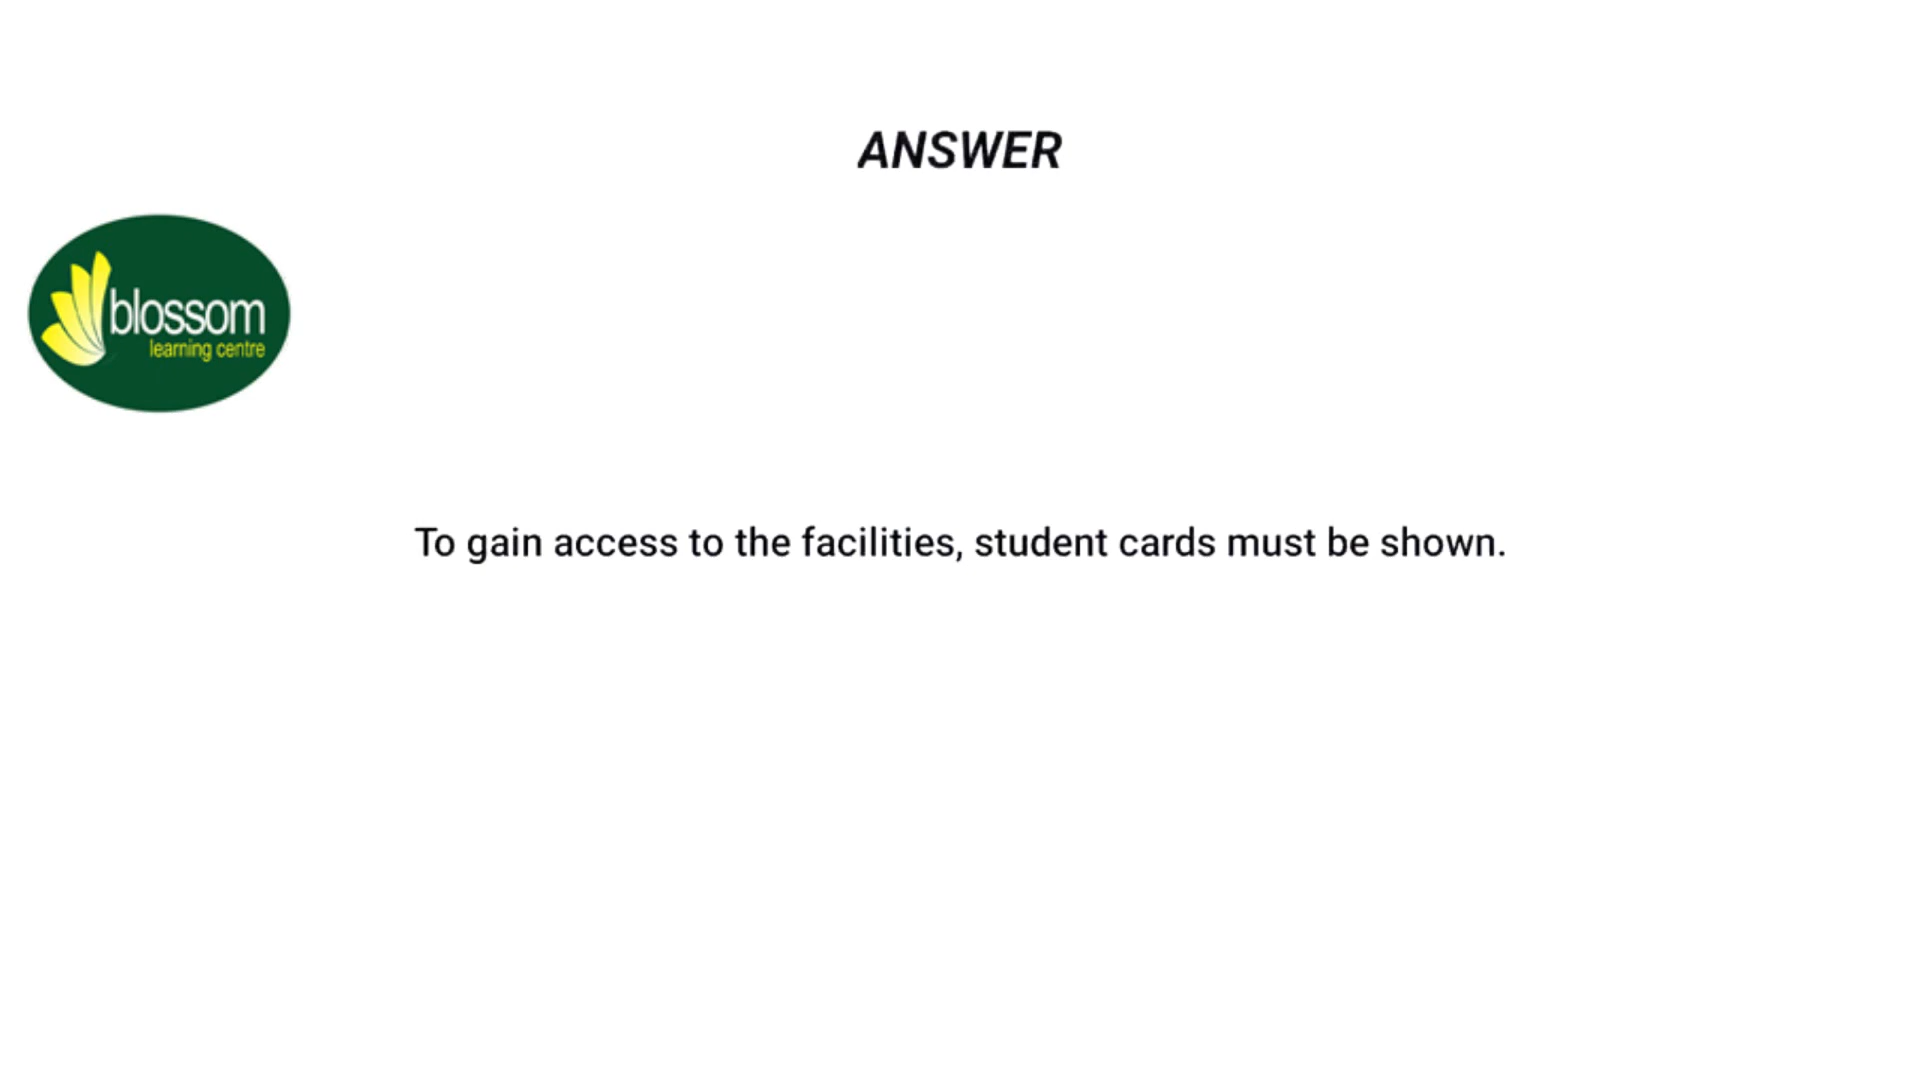 ANSWER
blossom
learning centre
To gain access to the facilities, student cards must be shown.